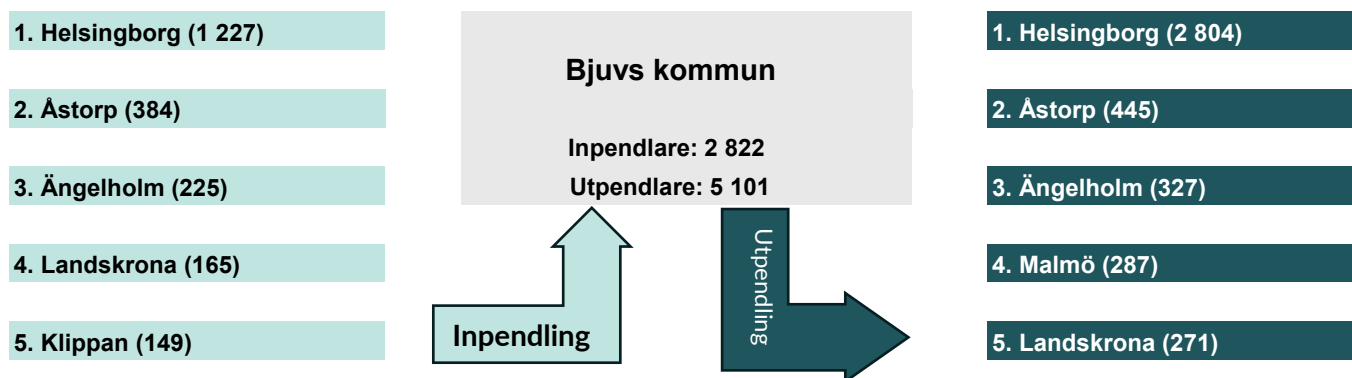 1. Helsingborg (1 227)
2. Åstorp (384)
3. Ängelholm (225)
4. Landskrona (165)
5. Klippan (149)
Bjuvs kommun
Inpendlare: 2 822
Utpendlare: 5 101
Inpendling
Utpendling
1. Helsingborg (2 804)
2. Åstorp (445)
3. Ängelholm (327)
4. Malmö (287)
5. Landskrona (271)